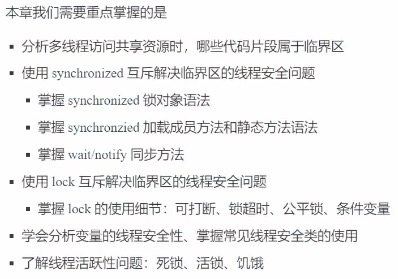 本章我们需要重点掌握的是
▪ 分析多线程访问共享资源时，哪些代码片段属于临界区
▪ 使用 synchronized 互斥解决临界区的线程安全问题
▪ 掌握 synchronized 锁对象语法
▪ 掌握 synchronzied 加载成员方法和静态方法语法
▪ 掌握 wait/notify 同步方法
▪ 使用 lock 互斥解决临界区的线程安全问题
▪ 掌握 lock 的使用细节：可打断、锁超时、公平锁、条件变量
▪ 学会分析变量的线程安全性、掌握常见线程安全类的使用
▪ 了解线程活跃性问题：死锁、活锁、饥饿